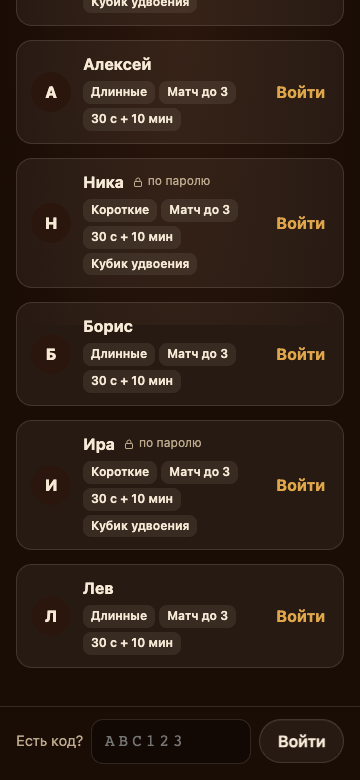 Кубик удвоения
А
Алексей
Длинные Матч до 3
30 с + 10 мин
Войти
Н
Ника по паролю
Короткие Матч до 3
30 с + 10 мин
Кубик удвоения
Войти
Б
Борис
Длинные Матч до 3
30 с + 10 мин
Войти
И
Ира по паролю
Короткие Матч до 3
30 с + 10 мин
Кубик удвоения
Войти
Л
Лев
Длинные Матч до 3
30 с + 10 мин
Войти
Есть код? ABC123 Войти